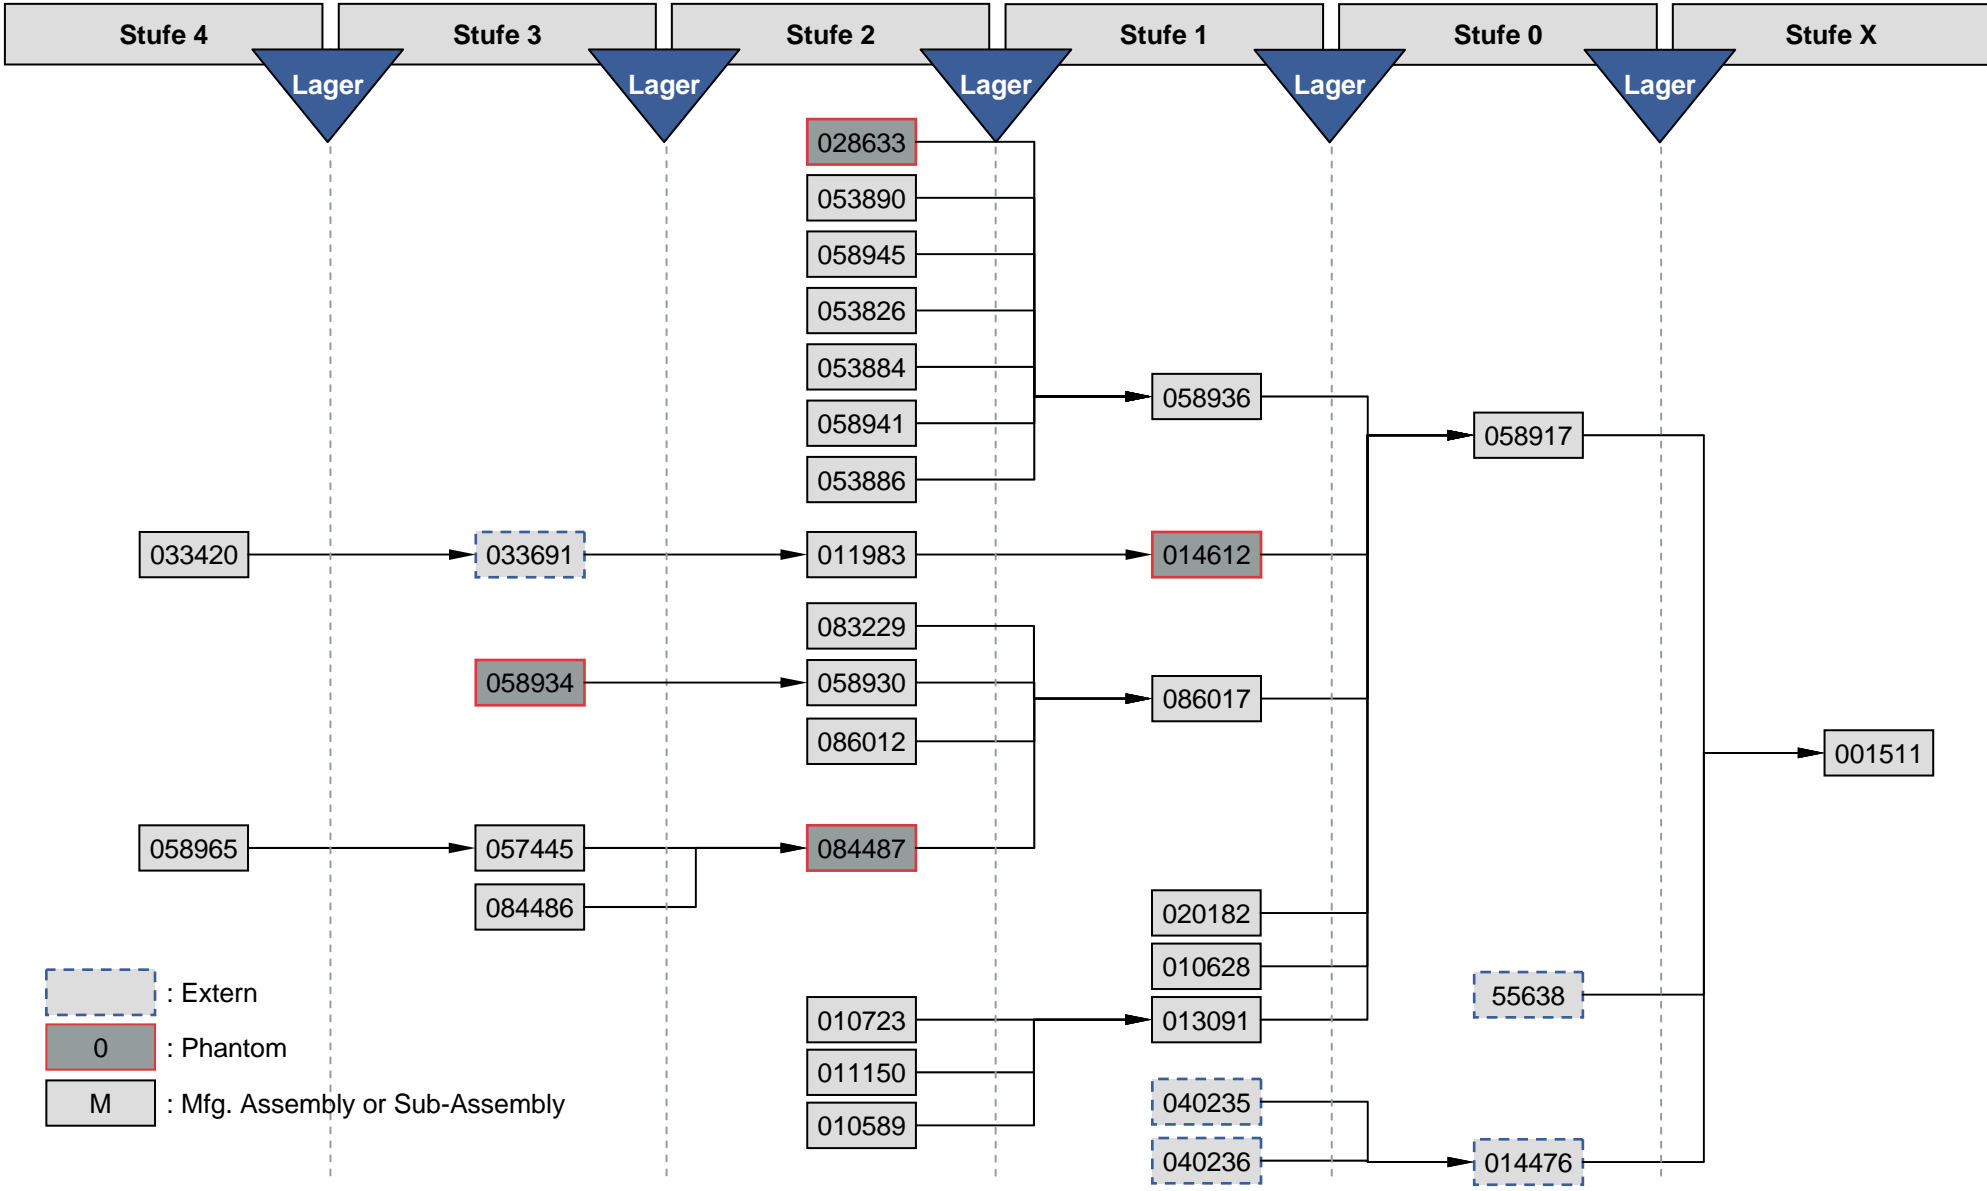 Stufe 4
Stufe 3
Stufe 2
Stufe 1
Stufe 0
Stufe X
Lager
Lager
Lager
Lager
Lager
028633
053890
058945
053826
053884
058936
058941
058917
053886
033420
033691
011983
014612
083229
058934
058930
086017
086012
001511
058965
057445
084487
084486
020182
010628
: Extern
55638
010723
013091
0
: Phantom
011150
M
: Mfg. Assembly or Sub-Assembly
040235
010589
040236
014476